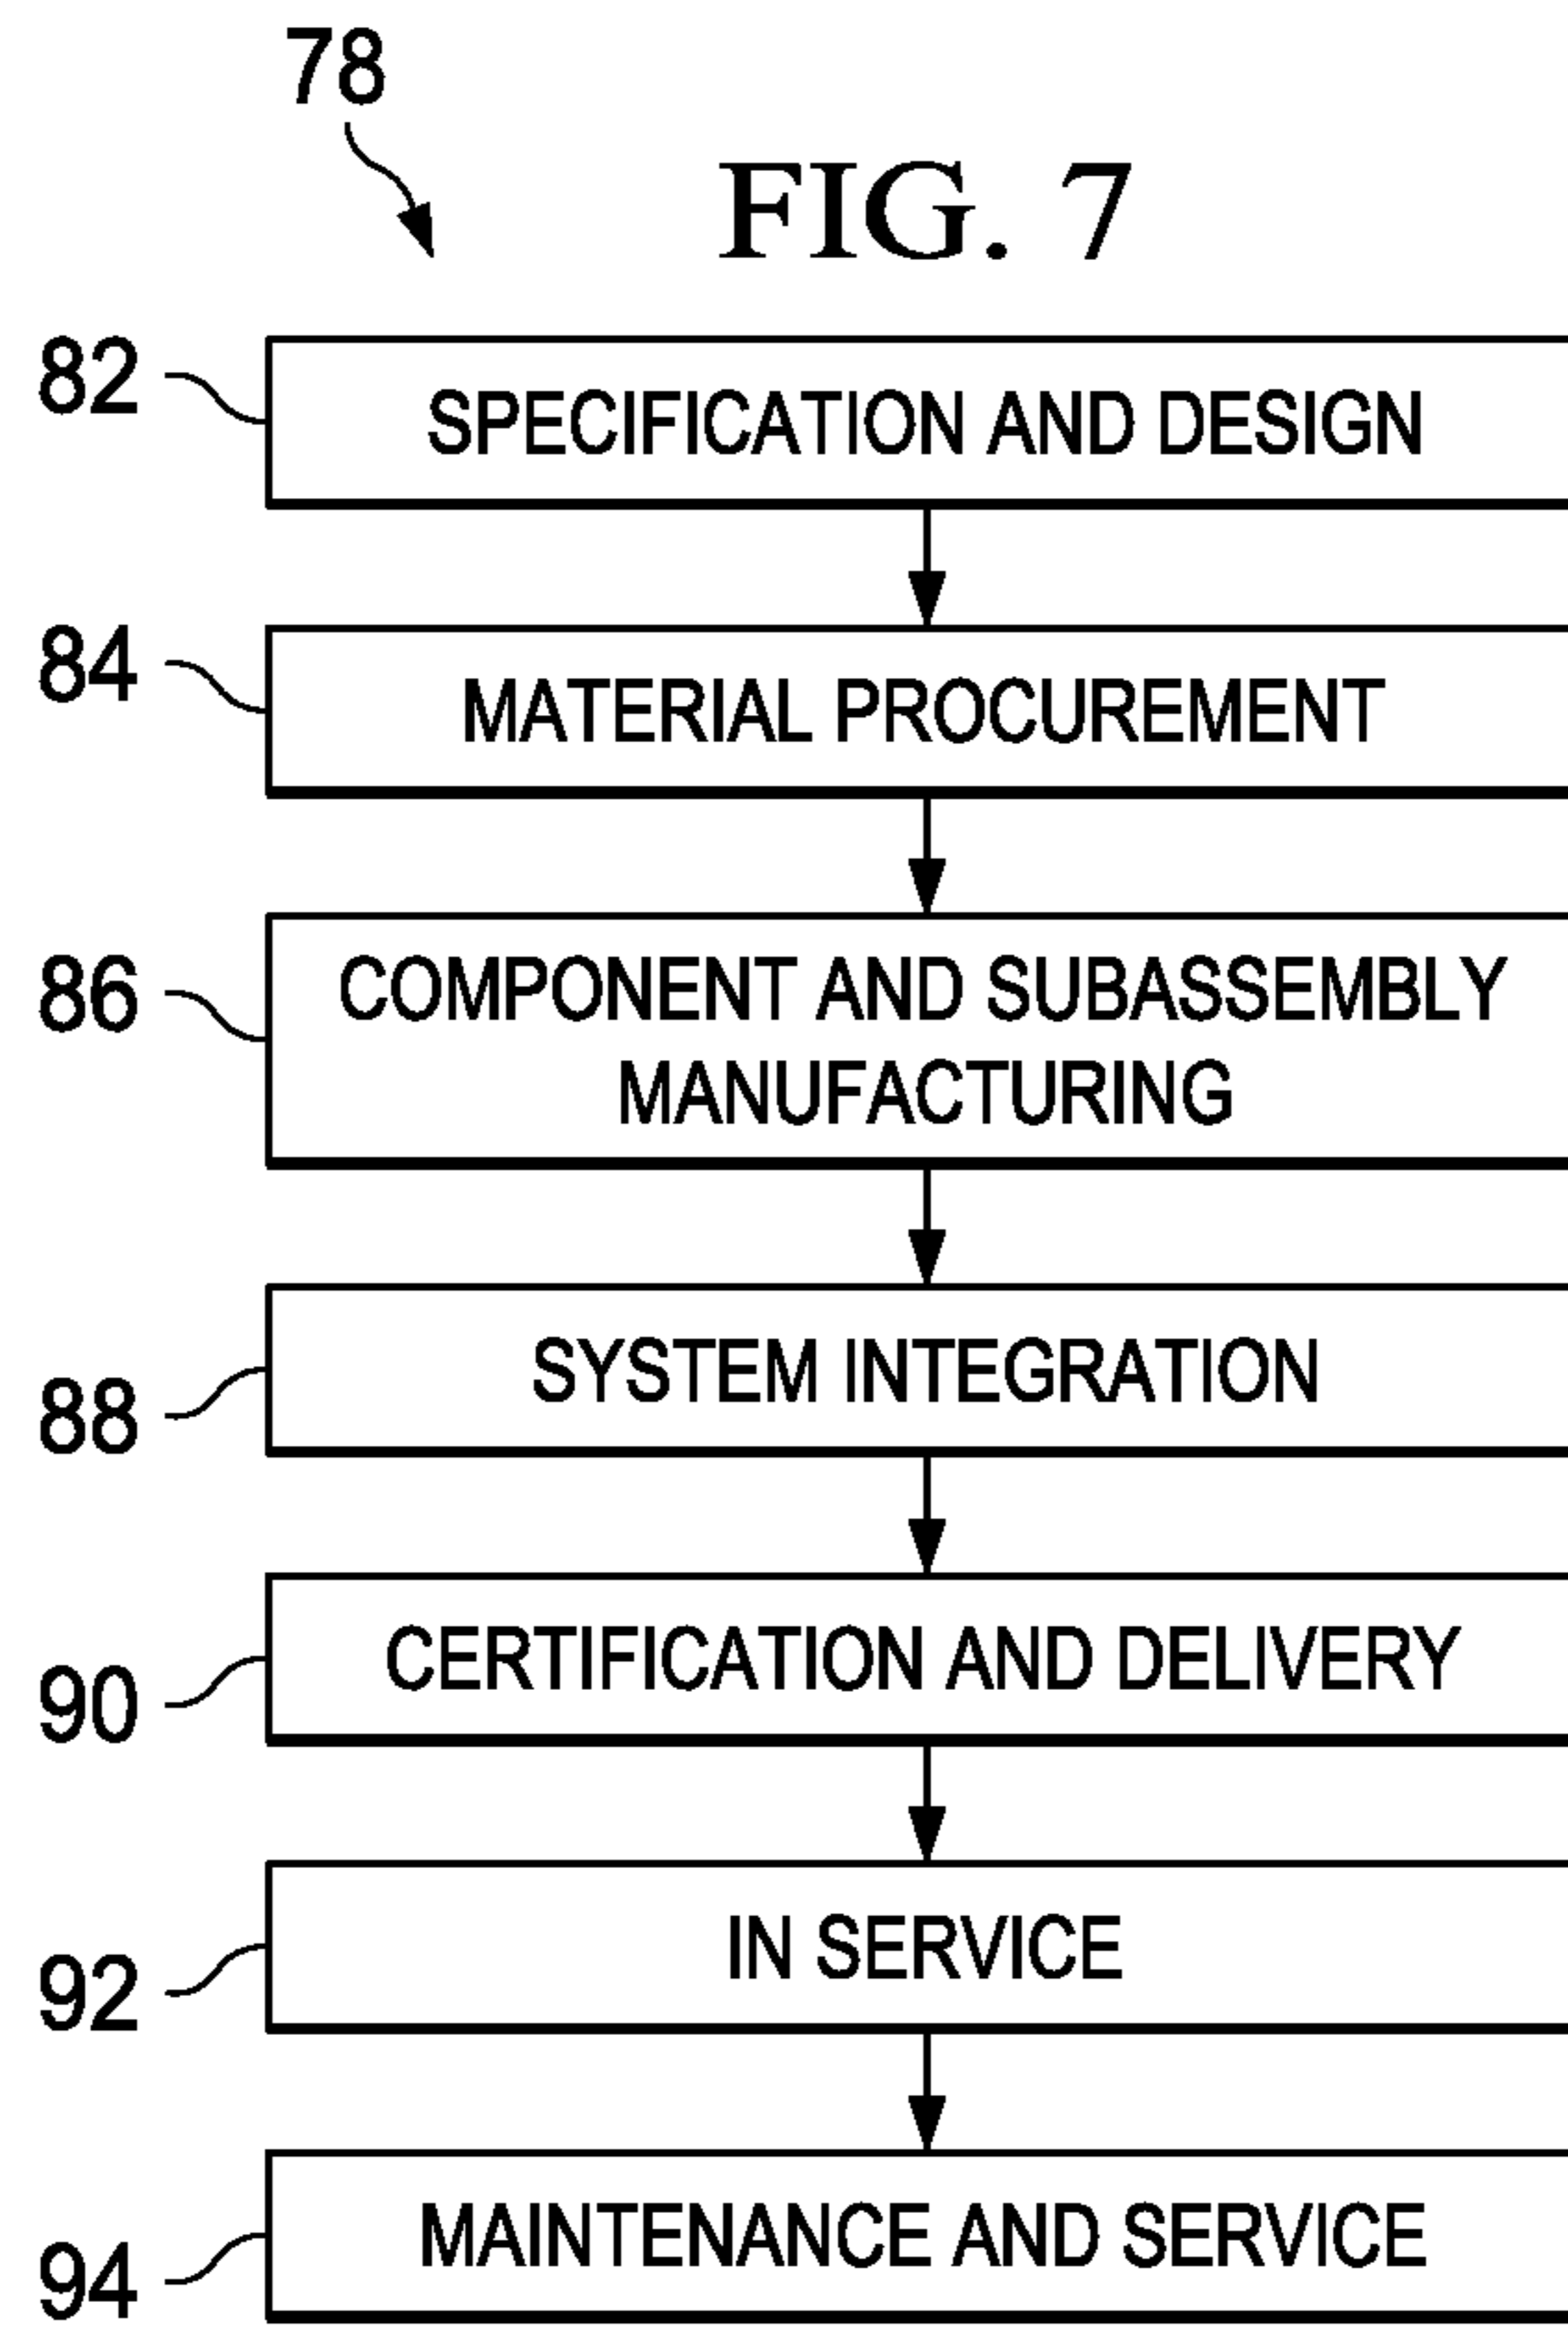 78
FIG. 7
82
SPECIFICATION AND DESIGN
84
MATERIAL PROCUREMENT
86
COMPONENT AND SUBASSEMBLY
MANUFACTURING
88
SYSTEM INTEGRATION
90
CERTIFICATION AND DELIVERY
92
IN SERVICE
94
MAINTENANCE AND SERVICE